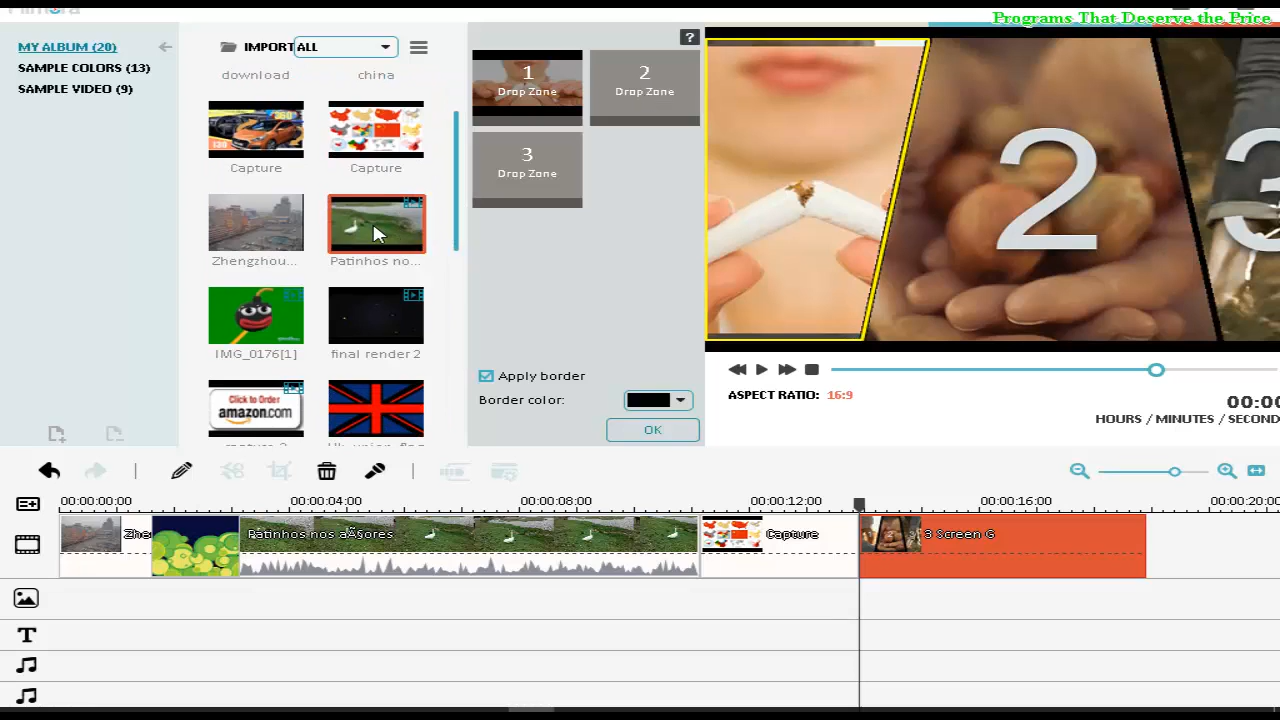 Programs That Deserve the Price
MY ALBUM (20)
SAMPLE COLORS (13)
SAMPLE VIDEO (9)
IMPORT
ALL
download
china
Capture
Capture
Zhengzhou...
Patinhos no...
IMG_0176[1]
final render 2
Click to Order
amazon.com
1
Drop Zone
2
Drop Zone
3
Drop Zone
?
Apply border
Border color:
OK
2
3
ASPECT RATIO: 16:9
00:00
HOURS / MINUTES / SECOND
00:00:00:00
00:00:04:00
00:00:08:00
00:00:12:00
00:00:16:00
00:00:20:00
Zhe
Patinhos nos aÃ§ores
Capture
3 Screen G
T